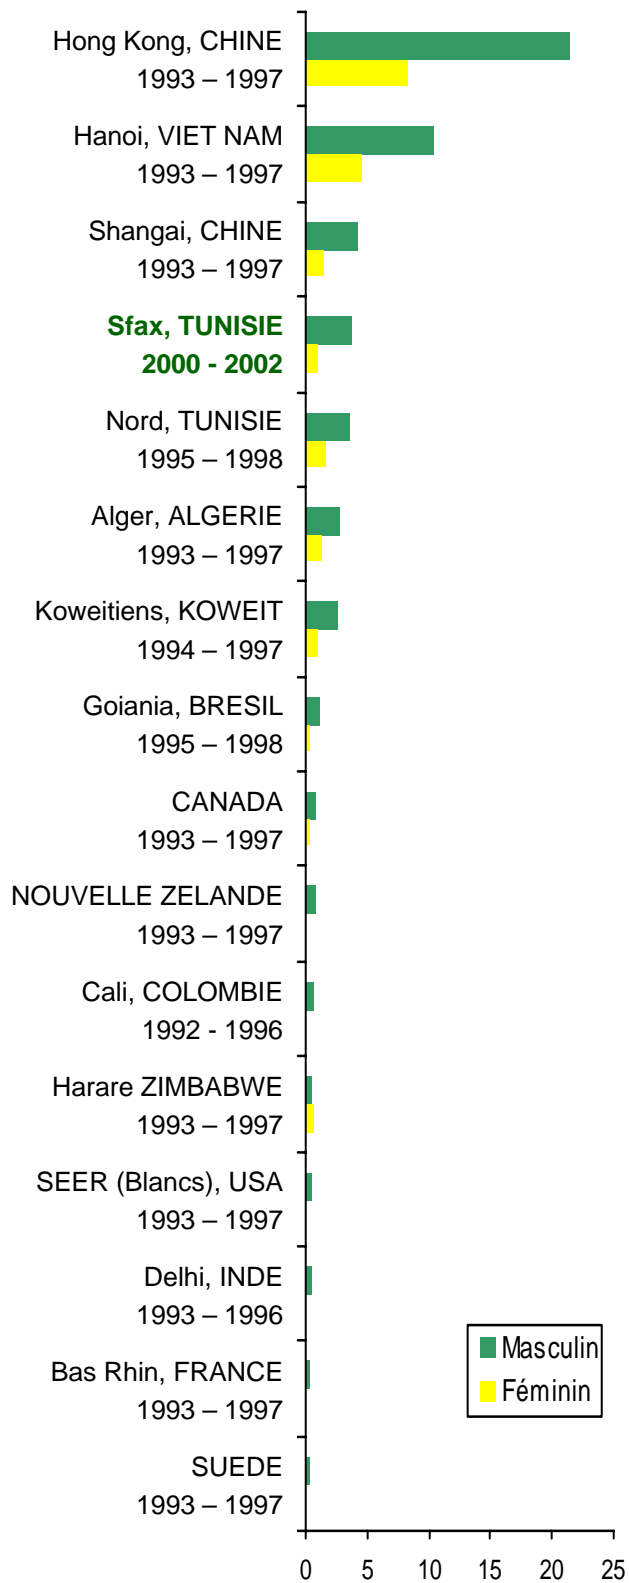 Hong Kong, CHINE
1993 – 1997
Hanoi, VIET NAM
1993 – 1997
Shangai, CHINE
1993 – 1997
Sfax, TUNISIE
2000 - 2002
Nord, TUNISIE
1995 – 1998
Alger, ALGERIE
1993 – 1997
Koweitiens, KOWEIT
1994 – 1997
Goiania, BRESIL
1995 – 1998
CANADA
1993 – 1997
NOUVELLE ZELANDE
1993 – 1997
Cali, COLOMBIE
1992 - 1996
Harare ZIMBABWE
1993 – 1997
SEER (Blancs), USA
1993 – 1997
Delhi, INDE
1993 – 1996
Masculin
Féminin
Bas Rhin, FRANCE
1993 – 1997
SUEDE
1993 – 1997
0 5 10 15 20 25